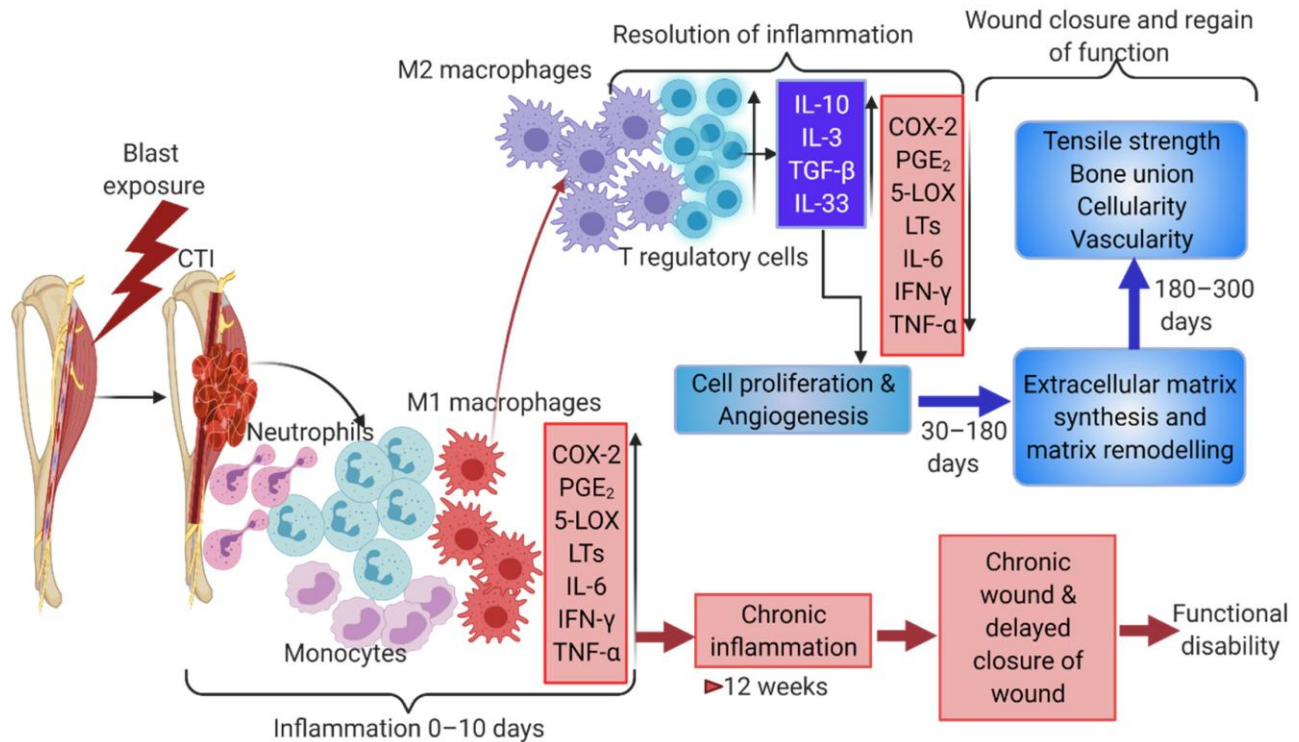 Blast
exposure
CTI
Neutrophils
Monocytes
M1 macrophages
COX-2
PGE₂
5-LOX
LTs
IL-6
IFN-γ
TNF-α
Inflammation 0–10 days
M2 macrophages
T regulatory cells
Resolution of inflammation
IL-10
IL-3
TGF-β
IL-33
COX-2
PGE₂
5-LOX
LTs
IL-6
IFN-γ
TNF-α
Cell proliferation &
Angiogenesis
30–180
days
Extracellular matrix
synthesis and
matrix remodelling
180–300
days
Wound closure and regain
of function
Tensile strength
Bone union
Cellularity
Vascularity
Chronic
inflammation
12 weeks
Chronic
wound &
delayed
closure of
wound
Functional
disability